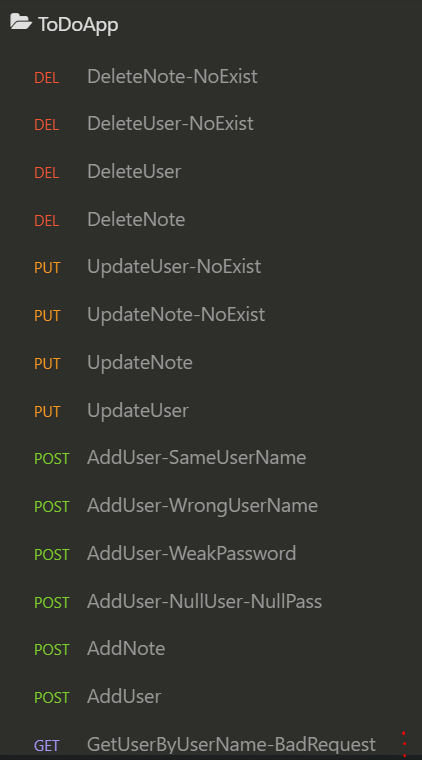 ToDoApp
DEL DeleteNote-NoExist
DEL DeleteUser-NoExist
DEL DeleteUser
DEL DeleteNote
PUT UpdateUser-NoExist
PUT UpdateNote-NoExist
PUT UpdateNote
PUT UpdateUser
POST AddUser-SameUserName
POST AddUser-WrongUserName
POST AddUser-WeakPassword
POST AddUser-NullUser-NullPass
POST AddNote
POST AddUser
GET GetUserByUserName-BadRequest